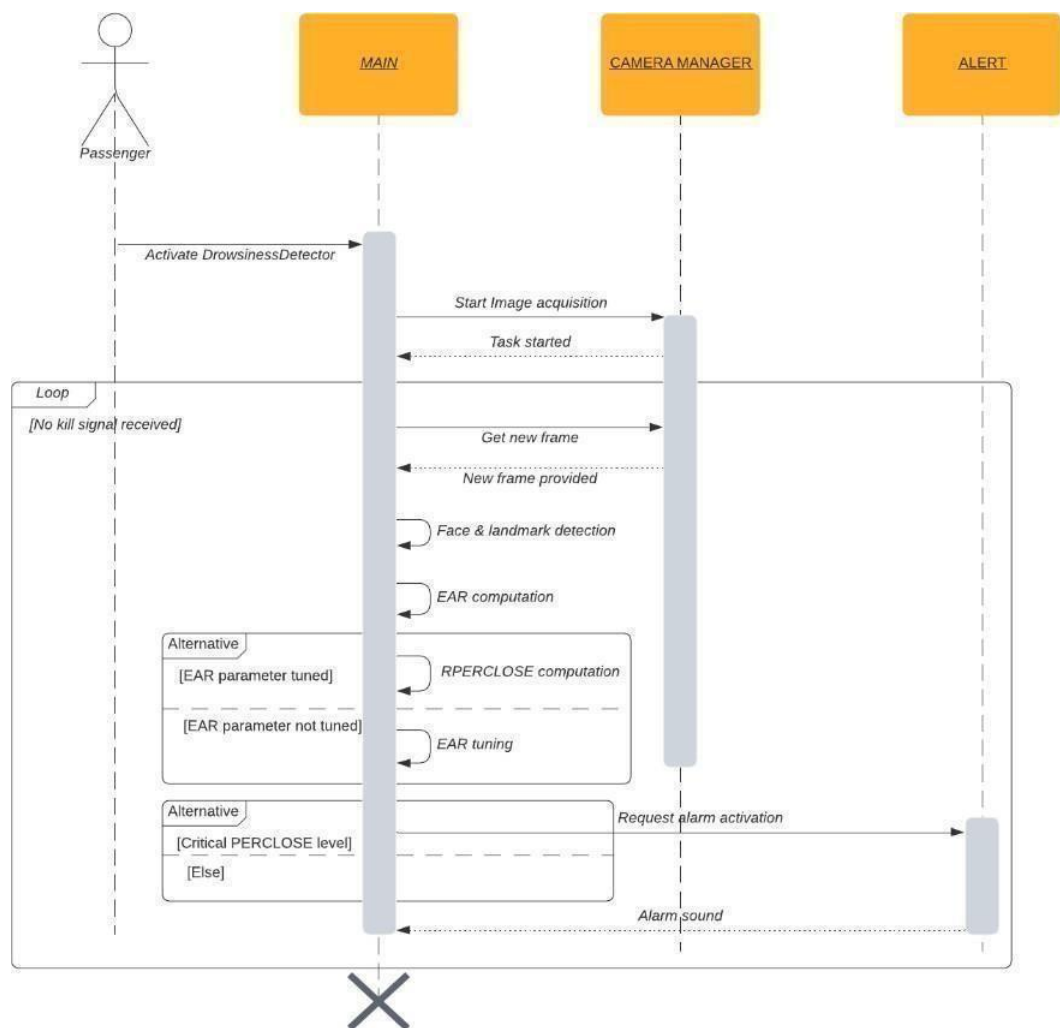 MAIN
CAMERA MANAGER
ALERT
Passenger
Activate DrowsinessDetector
Start Image acquisition
Task started
Loop
[No kill signal received]
Get new frame
New frame provided
Face & landmark detection
EAR computation
Alternative
[EAR parameter tuned]
RPERCLOSE computation
[EAR parameter not tuned]
EAR tuning
Alternative
Request alarm activation
[Critical PERCLOSE level]
[Else]
Alarm sound